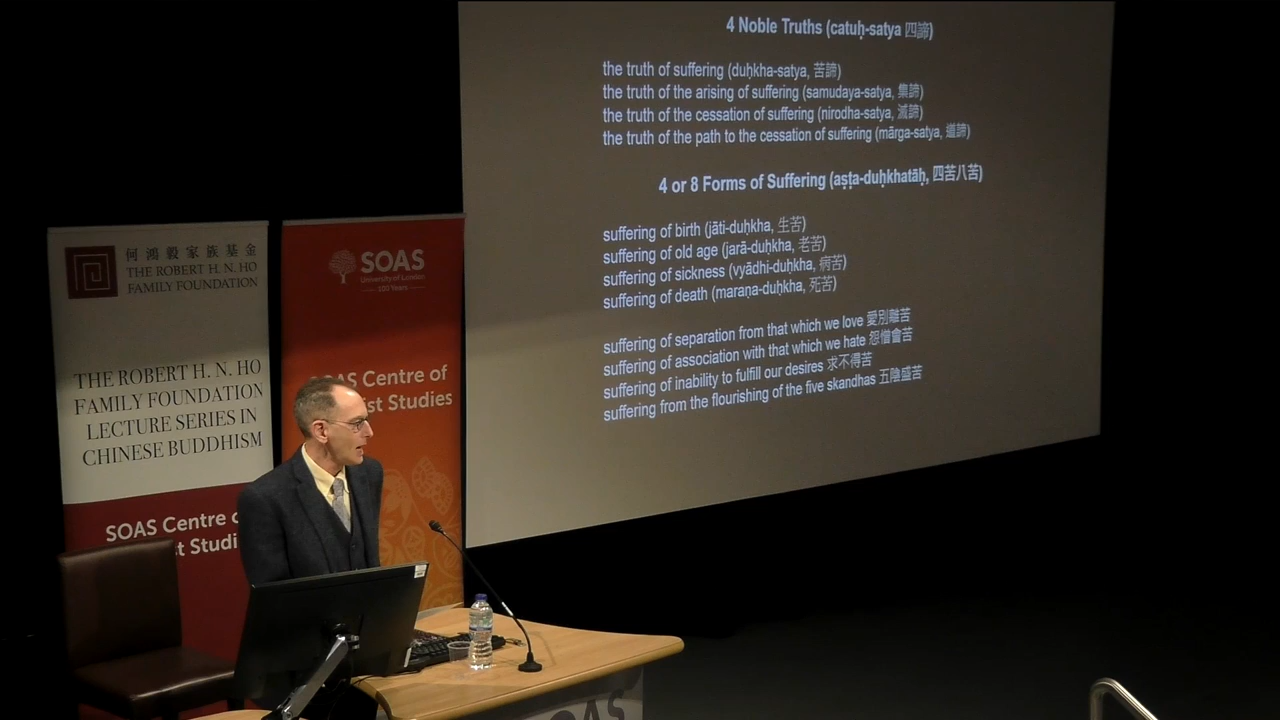 4 Noble Truths (catuḥ-satya 四諦)
the truth of suffering (duḥkha-satya, 苦諦)
the truth of the arising of suffering (samudaya-satya, 集諦)
the truth of the cessation of suffering (nirodha-satya, 滅諦)
the truth of the path to the cessation of suffering (mārga-satya, 道諦)
4 or 8 Forms of Suffering (aṣṭa-duḥkhatāḥ, 四苦八苦)
suffering of birth (jāti-duḥkha, 生苦)
suffering of old age (jarā-duḥkha, 老苦)
suffering of sickness (vyādhi-duḥkha, 病苦)
suffering of death (maraṇa-duḥkha, 死苦)
suffering of separation from that which we love 愛別離苦
suffering of association with that which we hate 怨憎會苦
suffering of inability to fulfill our desires 求不得苦
suffering from the flourishing of the five skandhas 五陰盛苦
何鴻毅家族基金
THE ROBERT H. N. HO
FAMILY FOUNDATION
THE ROBERT H. N. HO
FAMILY FOUNDATION
LECTURE SERIES IN
CHINESE BUDDHISM
SOAS Centre
st Studi
SOAS
University of London
100 Years
SOAS Centre of
ist Studies
SOAS